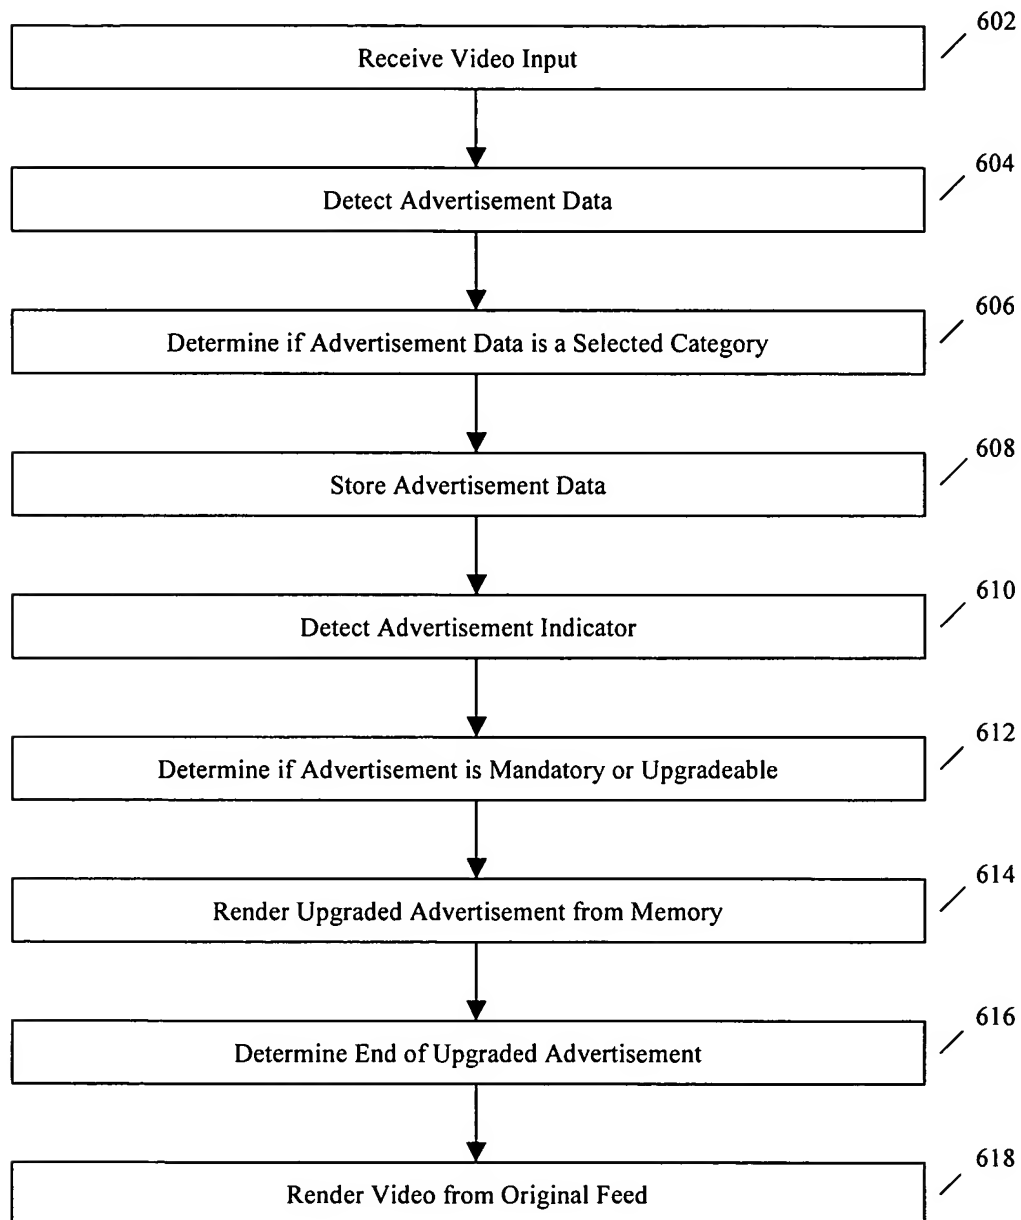 602
Receive Video Input
604
Detect Advertisement Data
606
Determine if Advertisement Data is a Selected Category
608
Store Advertisement Data
610
Detect Advertisement Indicator
612
Determine if Advertisement is Mandatory or Upgradeable
614
Render Upgraded Advertisement from Memory
616
Determine End of Upgraded Advertisement
618
Render Video from Original Feed